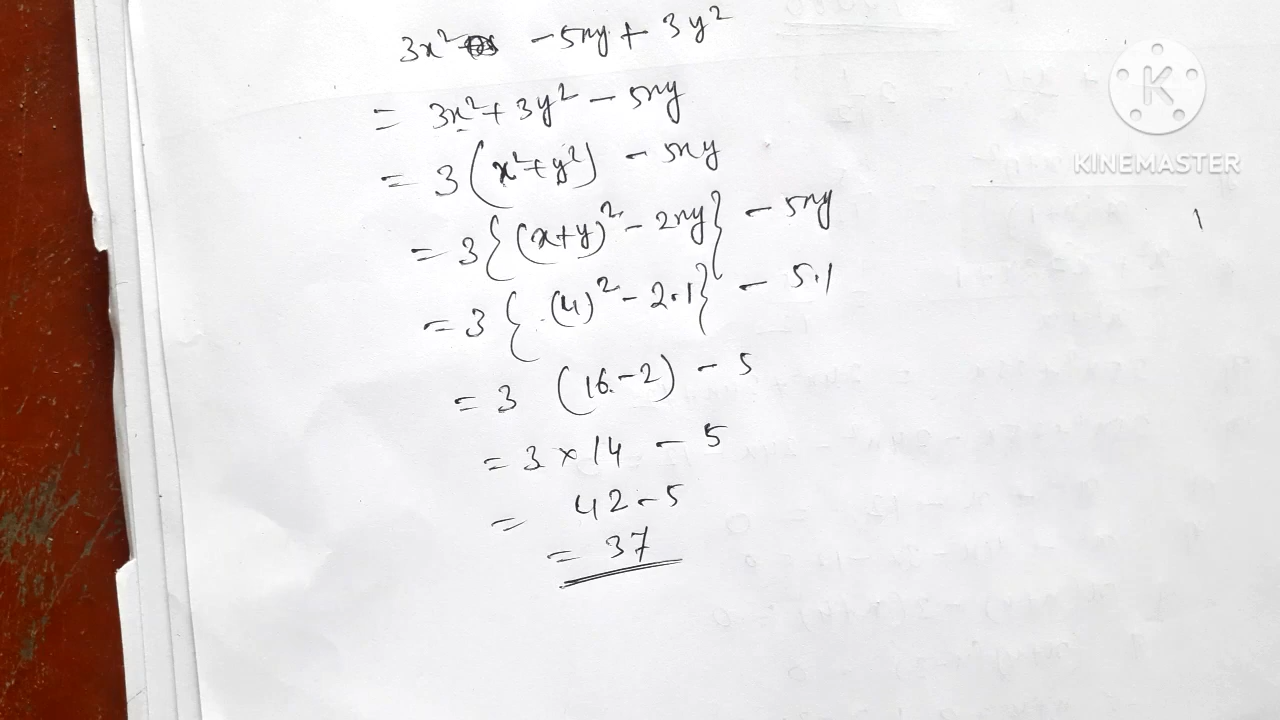 3x² - 5xy + 3y²
= 3x² + 3y² - 5xy
= 3(x² + y²) - 5xy
= 3{(x+y)² - 2xy} - 5xy
= 3{(4)² - 2.1} - 5.1
= 3 (16 - 2) - 5
= 3 × 14 - 5
= 42 - 5
= 37
K
KINEMASTER